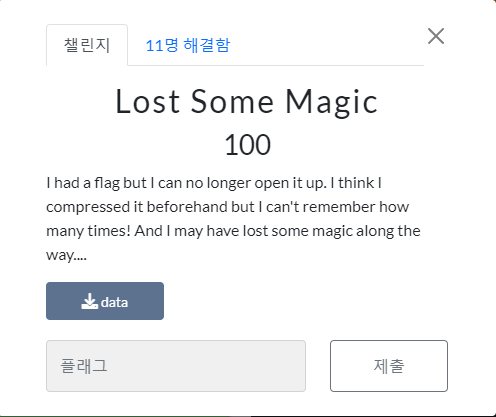 챌린지
11명 해결함
Lost Some Magic
100
I had a flag but I can no longer open it up. I think I
compressed it beforehand but I can't remember how
many times! And I may have lost some magic along the
way....
data
플래그
제출